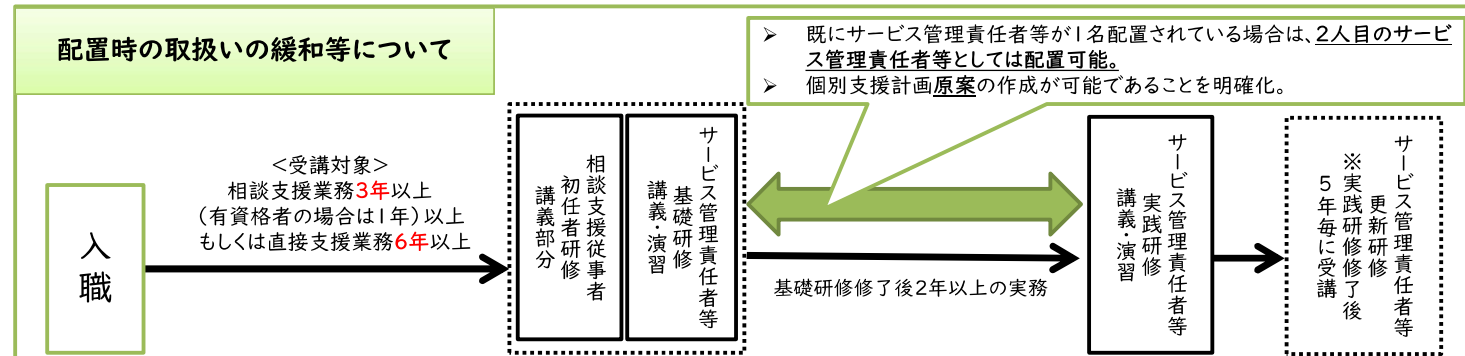 配置時の取扱いの緩和等について
➢ 既にサービス管理責任者等が1名配置されている場合は、2人目のサービ
ス管理責任者等としては配置可能。
➢ 個別支援計画原案の作成が可能であることを明確化。
入職
<受講対象>
相談支援業務3年以上
(有資格者の場合は1年)以上
もしくは直接支援業務6年以上
相談支援従事者
初任者研修
講義部分
サービス管理責任者等
基礎研修
講義・演習
基礎研修修了後2年以上の実務
サービス管理責任者等
実践研修
講義・演習
サービス管理責任者等
更新研修
※実践研修修了後
5年毎に受講